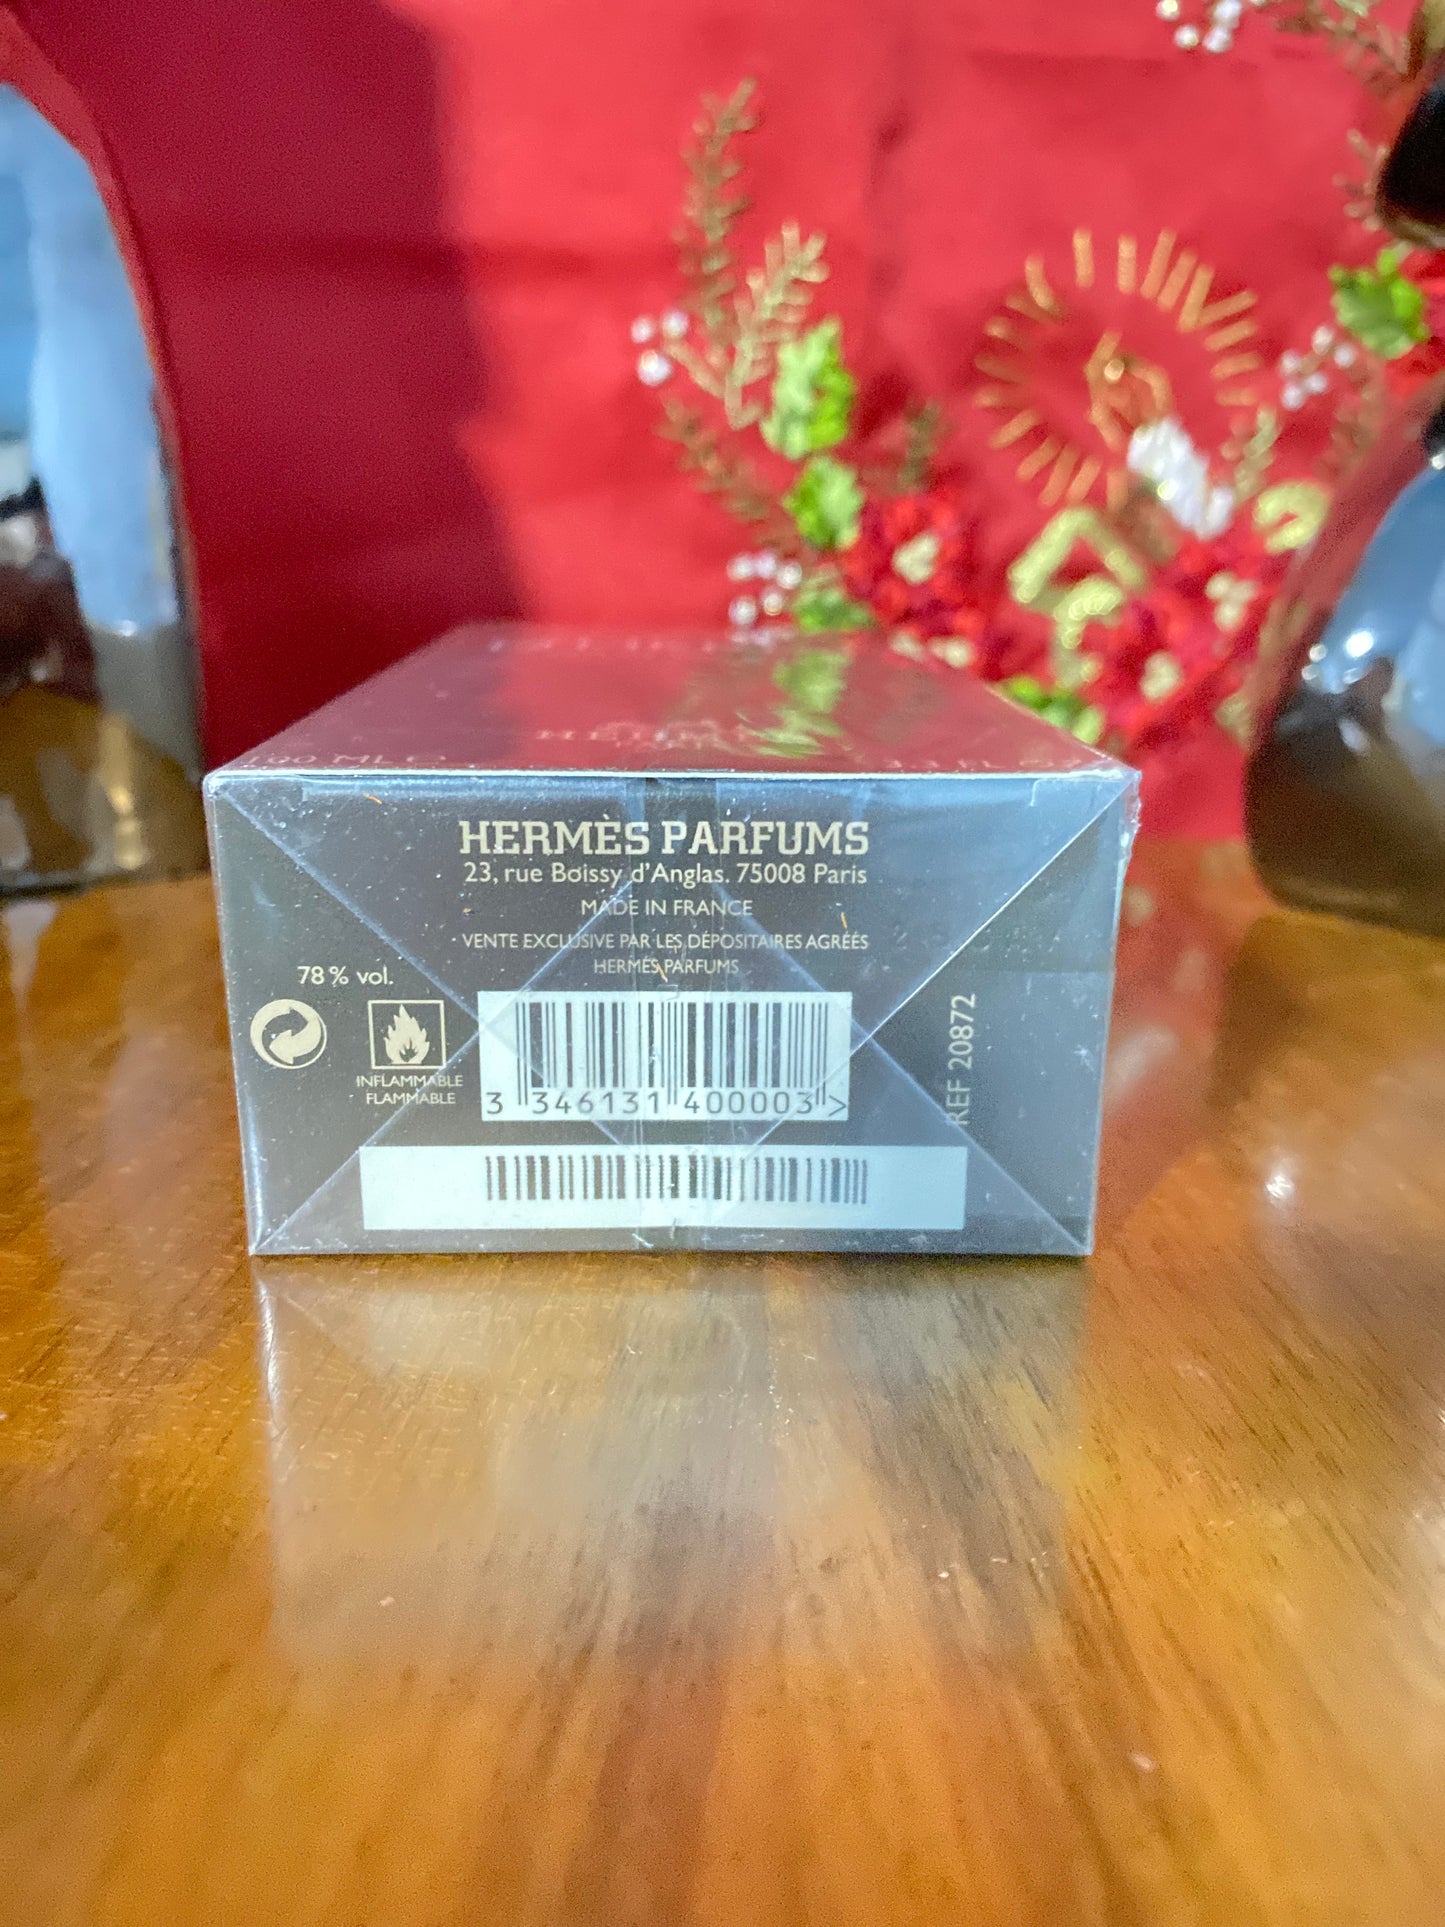 HERMÈS PARFUMS
23, rue Boissy d'Anglas. 75008 Paris
MADE IN FRANCE
VENTE EXCLUSIVE PAR LES DÉPOSITAIRES AGRÉÉS
HERMÈS PARFUMS
78 % vol.
INFLAMMABLE
FLAMMABLE
3 346131 400003 >
REF 20872